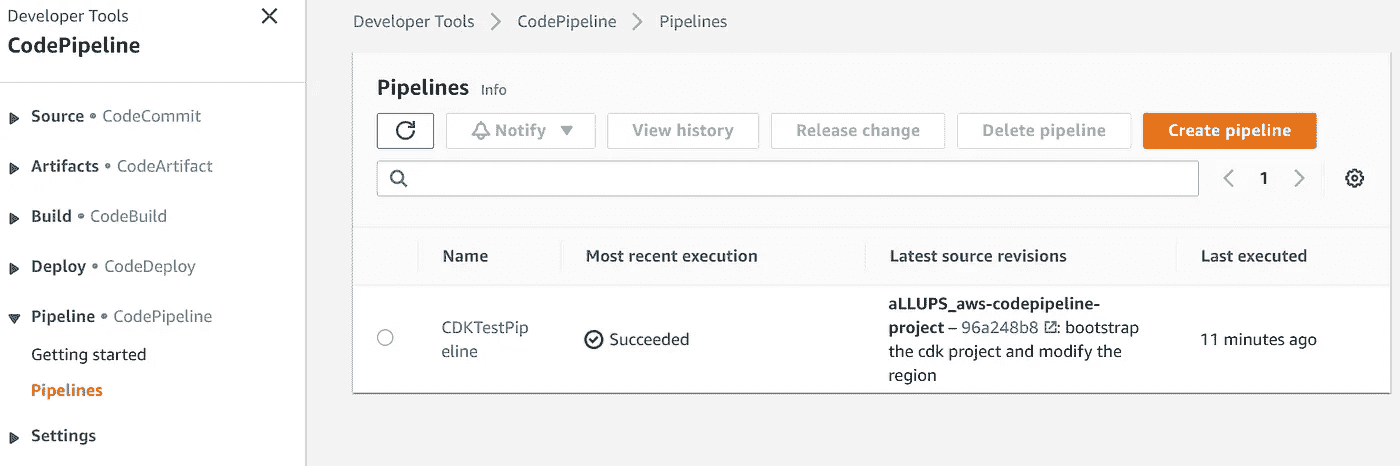 Developer Tools
CodePipeline
Source • CodeCommit
Artifacts • CodeArtifact
Build • CodeBuild
Deploy • CodeDeploy
Pipeline • CodePipeline
Getting started
Pipelines
Settings
Developer Tools > CodePipeline > Pipelines
Pipelines Info
Notify View history Release change Delete pipeline Create pipeline
1
Name Most recent execution Latest source revisions Last executed
CDKTestPip
eline
Succeeded
aLLUPS_aws-codepipeline-
project – 96a248b8: bootstrap
the cdk project and modify the
region
11 minutes ago